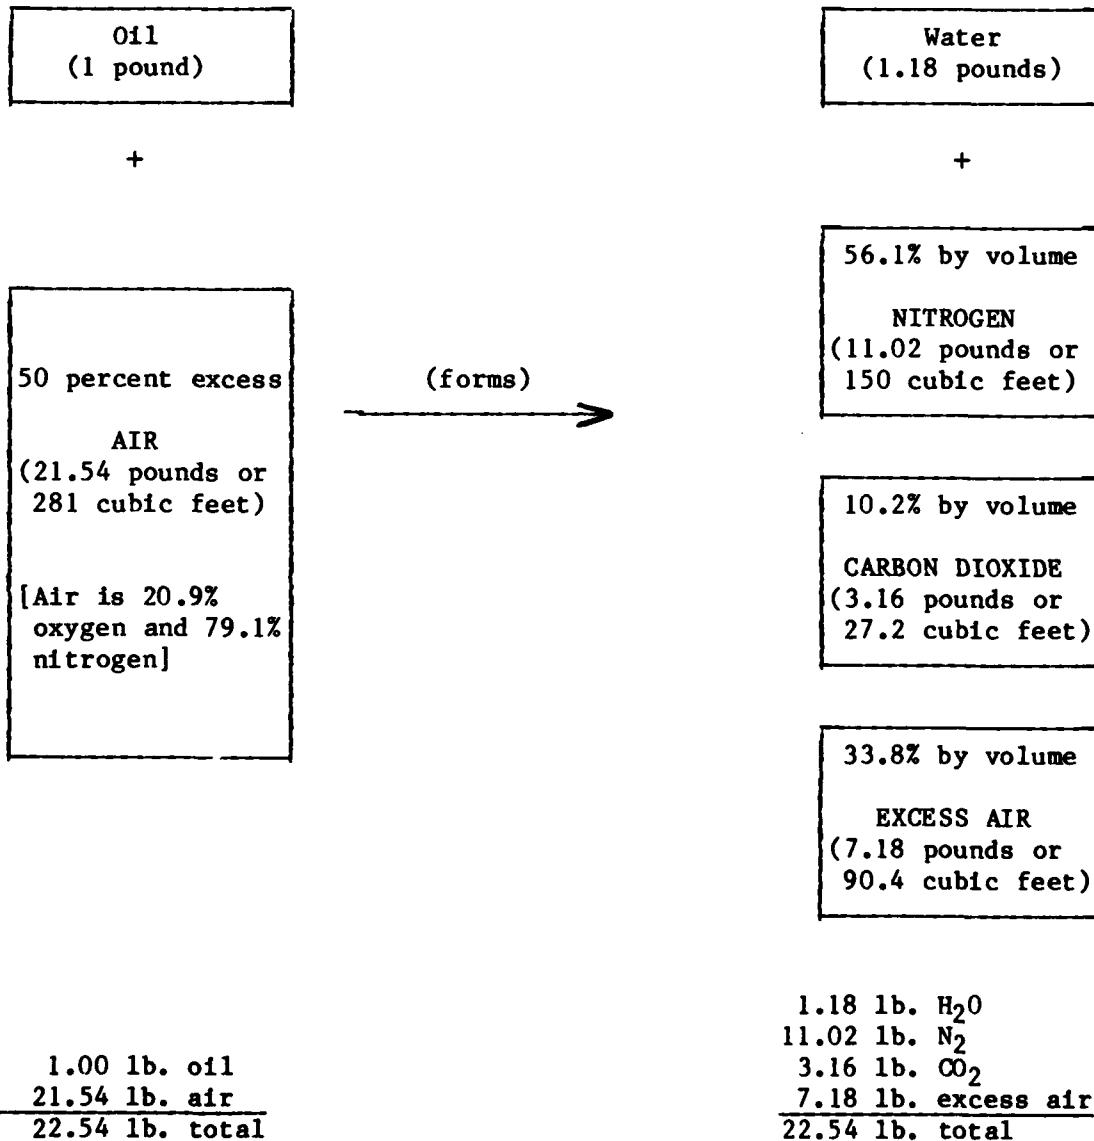 Oil
(1 pound)
+
50 percent excess
AIR
(21.54 pounds or
281 cubic feet)
[Air is 20.9%
oxygen and 79.1%
nitrogen]
1.00 lb. oil
21.54 lb. air
22.54 lb. total
(forms)
Water
(1.18 pounds)
+
56.1% by volume
NITROGEN
(11.02 pounds or
150 cubic feet)
10.2% by volume
CARBON DIOXIDE
(3.16 pounds or
27.2 cubic feet)
33.8% by volume
EXCESS AIR
(7.18 pounds or
90.4 cubic feet)
1.18 lb. H₂O
11.02 lb. N₂
3.16 lb. CO₂
7.18 lb. excess air
22.54 lb. total